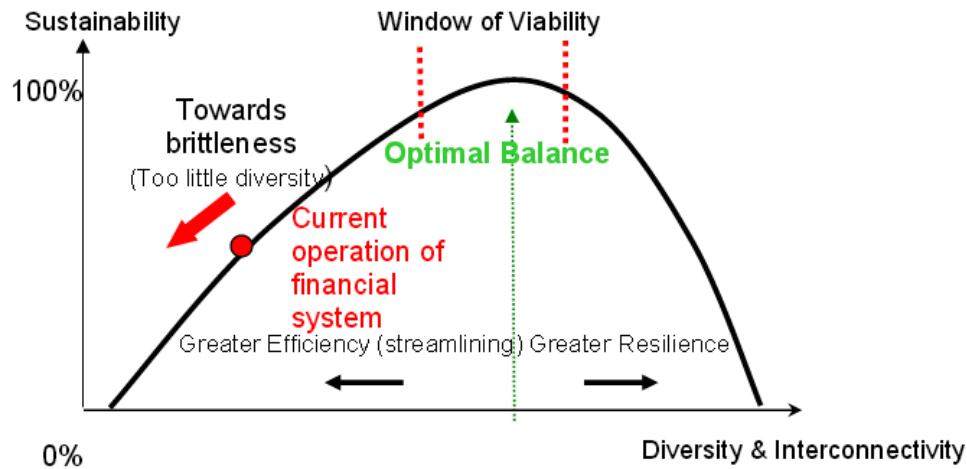 Sustainability
Window of Viability
100%
Towards
brittleness
(Too little diversity)
Optimal Balance
Current
operation of
financial
system
Greater Efficiency (streamlining) Greater Resilience
0%
Diversity & Interconnectivity